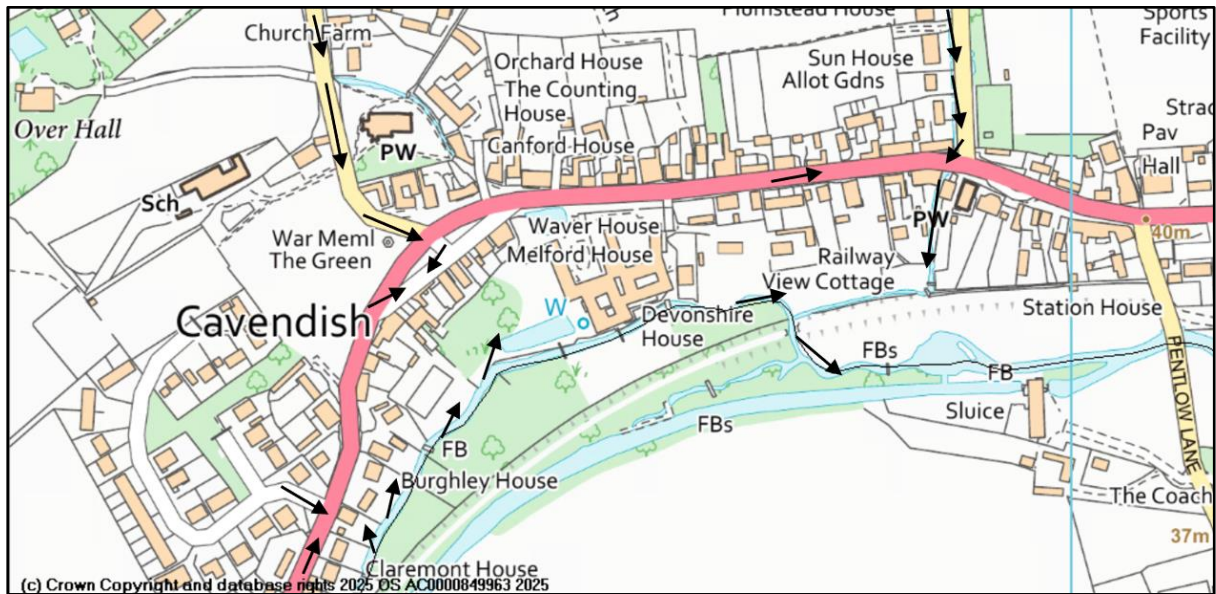 Church Farm
Orchard House
The Counting
House
Canford House
Plumstead House
Sun House
Allot Gdns
Sports
Facility
Over Hall
PW
Sch
Pav
Hall
War Meml
The Green
Waver House
Melford House
PW
40m
Railway
View Cottage
Cavendish
W
Devonshire
House
Station House
FBs
FB
PENTLOW LANE
Sluice
FBs
FB
Burghley House
The Coach
37m
Claremont House
(c) Crown Copyright and database rights 2025 OS AC0000849963 2025